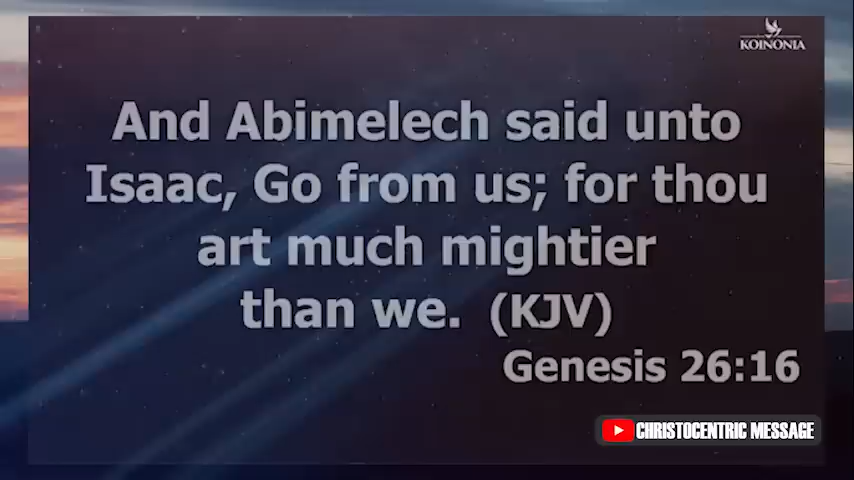 KOINONIA
And Abimelech said unto
Isaac, Go from us; for thou
art much mightier
than we. (KJV)
Genesis 26:16
CHRISTOCENTRIC MESSAGE